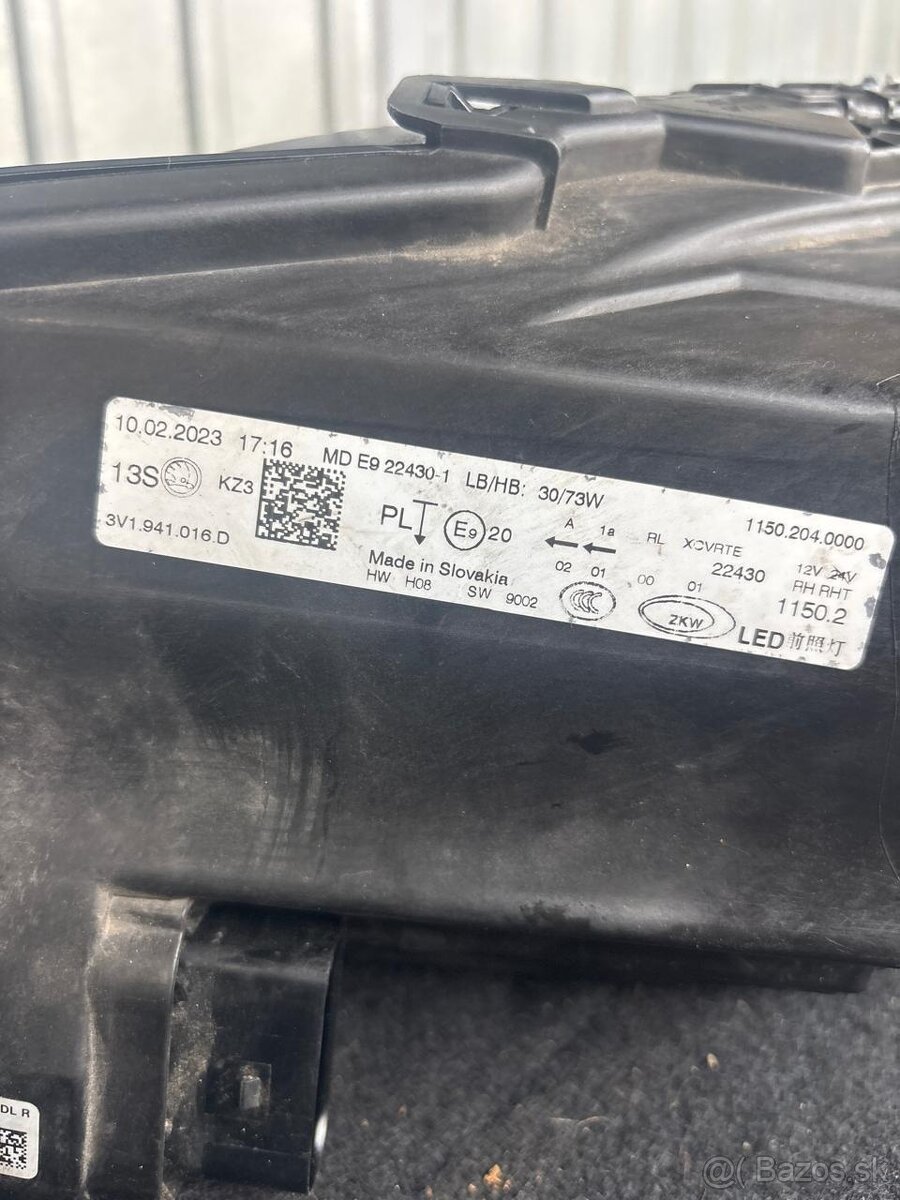 10.02.2023 17:16 MD E9 22430-1 LB/HB: 30/73W 1150.204.0000
13S KZ3 PL E9 20 A 1a RL XCVRTE 22430 12V 24V
02 01 00 01 RH RHT
3V1.941.016.D Made in Slovakia 1150.2
HW H08 SW 9002 CCC ZKW LED前照灯
DL R
@( Bazos.sk